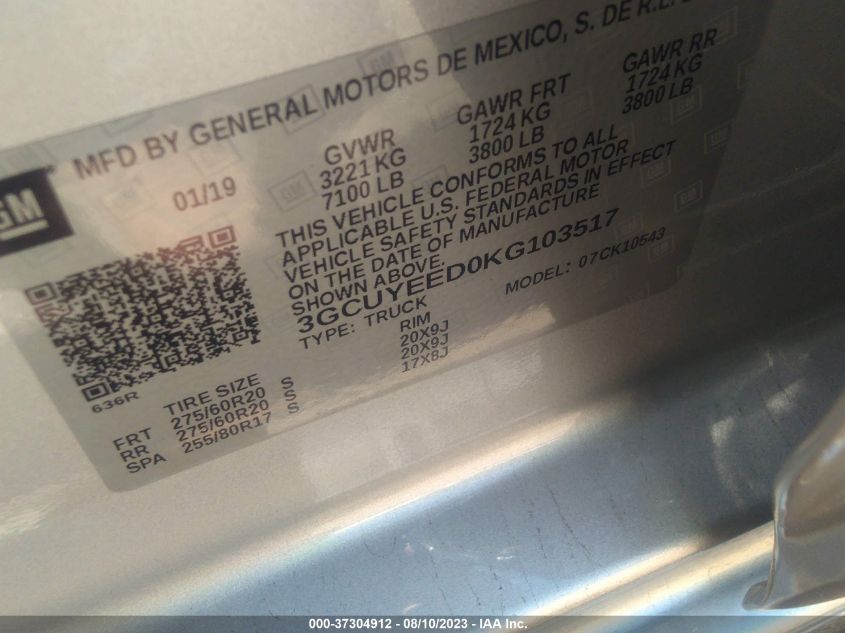 MFD BY GENERAL MOTORS DE MEXICO, S. DE R.L.
GM
01/19
GVWR GAWR FRT GAWR RR
3221 KG 1724 KG 1724 KG
7100 LB 3800 LB 3800 LB
THIS VEHICLE CONFORMS TO ALL
APPLICABLE U.S. FEDERAL MOTOR
VEHICLE SAFETY STANDARDS IN EFFECT
ON THE DATE OF MANUFACTURE
SHOWN ABOVE.
3GCUYEED0KG103517
TYPE: TRUCK MODEL: 07CK10543
636R
TIRE SIZE RIM
FRT 275/60R20 S 20X9J
RR 275/60R20 S 20X9J
SPA 255/80R17 S 17X8J
000-37304912 - 08/10/2023 - IAA Inc.